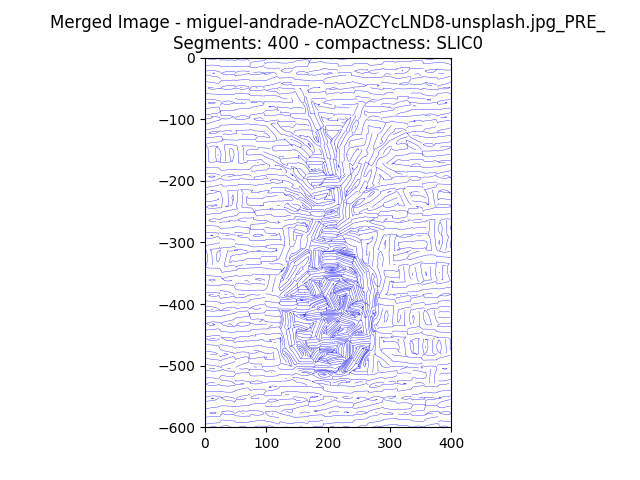 Merged Image - miguel-andrade-nAOZCYcLND8-unsplash.jpg_PRE_
Segments: 400 - compactness: SLIC0
0
−100
−200
−300
−400
−500
−600
0 100 200 300 400